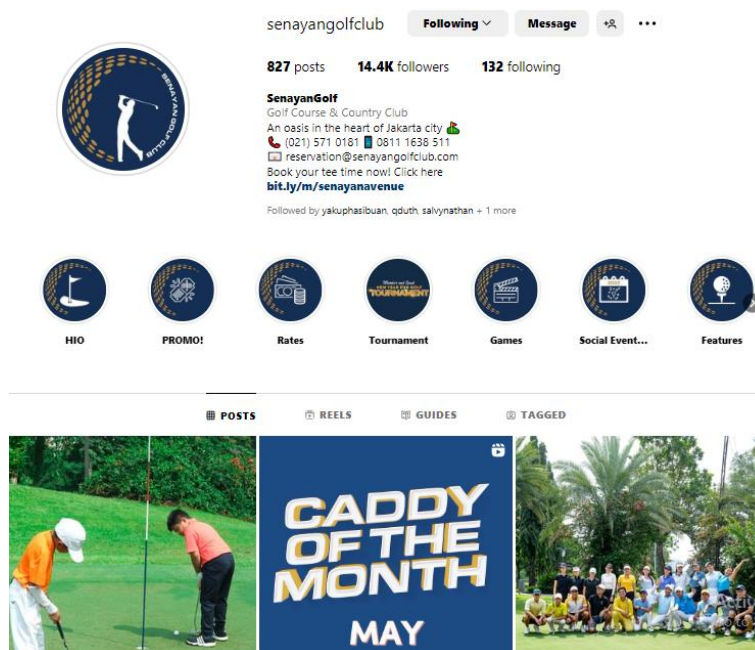 senayangolfclub Following Message
827 posts 14.4K followers 132 following
SenayanGolf
Golf Course & Country Club
An oasis in the heart of Jakarta city ⛳
📞 (021) 571 0181 📱 0811 1638 511
📧 reservation@senayangolfclub.com
Book your tee time now! Click here
bit.ly/m/senayanavenue
Followed by yakuphasibuan, qduth, salvynathan + 1 more
SENAYAN GOLF CLUB
TOURNAMENT
HIO PROMO! Rates Tournament Games Social Event... Features
POSTS REELS GUIDES TAGGED
CADDY
OF THE
MONTH
MAY